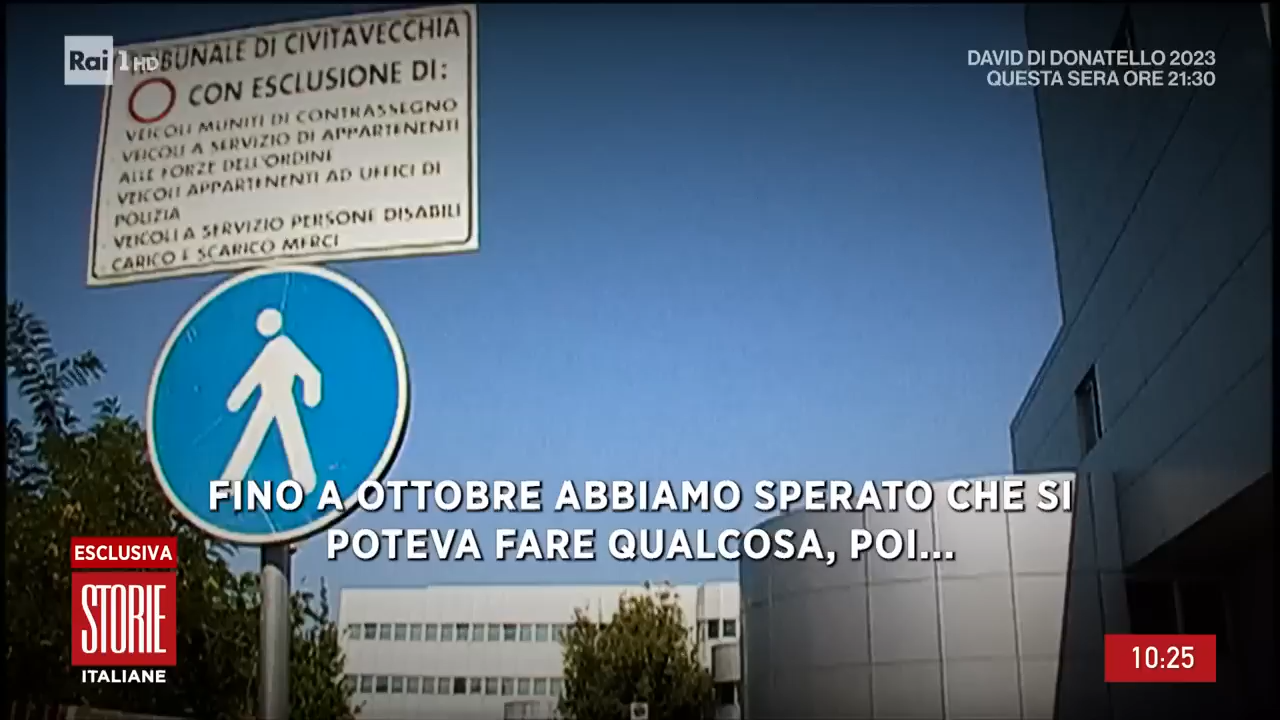 TRIBUNALE DI CIVITAVECCHIA
CON ESCLUSIONE DI:
- VEICOLI MUNITI DI CONTRASSEGNO
- VEICOLI A SERVIZIO DI APPARTENENTI
ALLE FORZE DELL'ORDINE
- VEICOLI APPARTENENTI AD UFFICI DI
POLIZIA
- VEICOLI A SERVIZIO PERSONE DISABILI
- CARICO E SCARICO MERCI
Rai 1 HD
DAVID DI DONATELLO 2023
QUESTA SERA ORE 21:30
FINO A OTTOBRE ABBIAMO SPERATO CHE SI
POTEVA FARE QUALCOSA, POI...
ESCLUSIVA
STORIE
ITALIANE
10:25